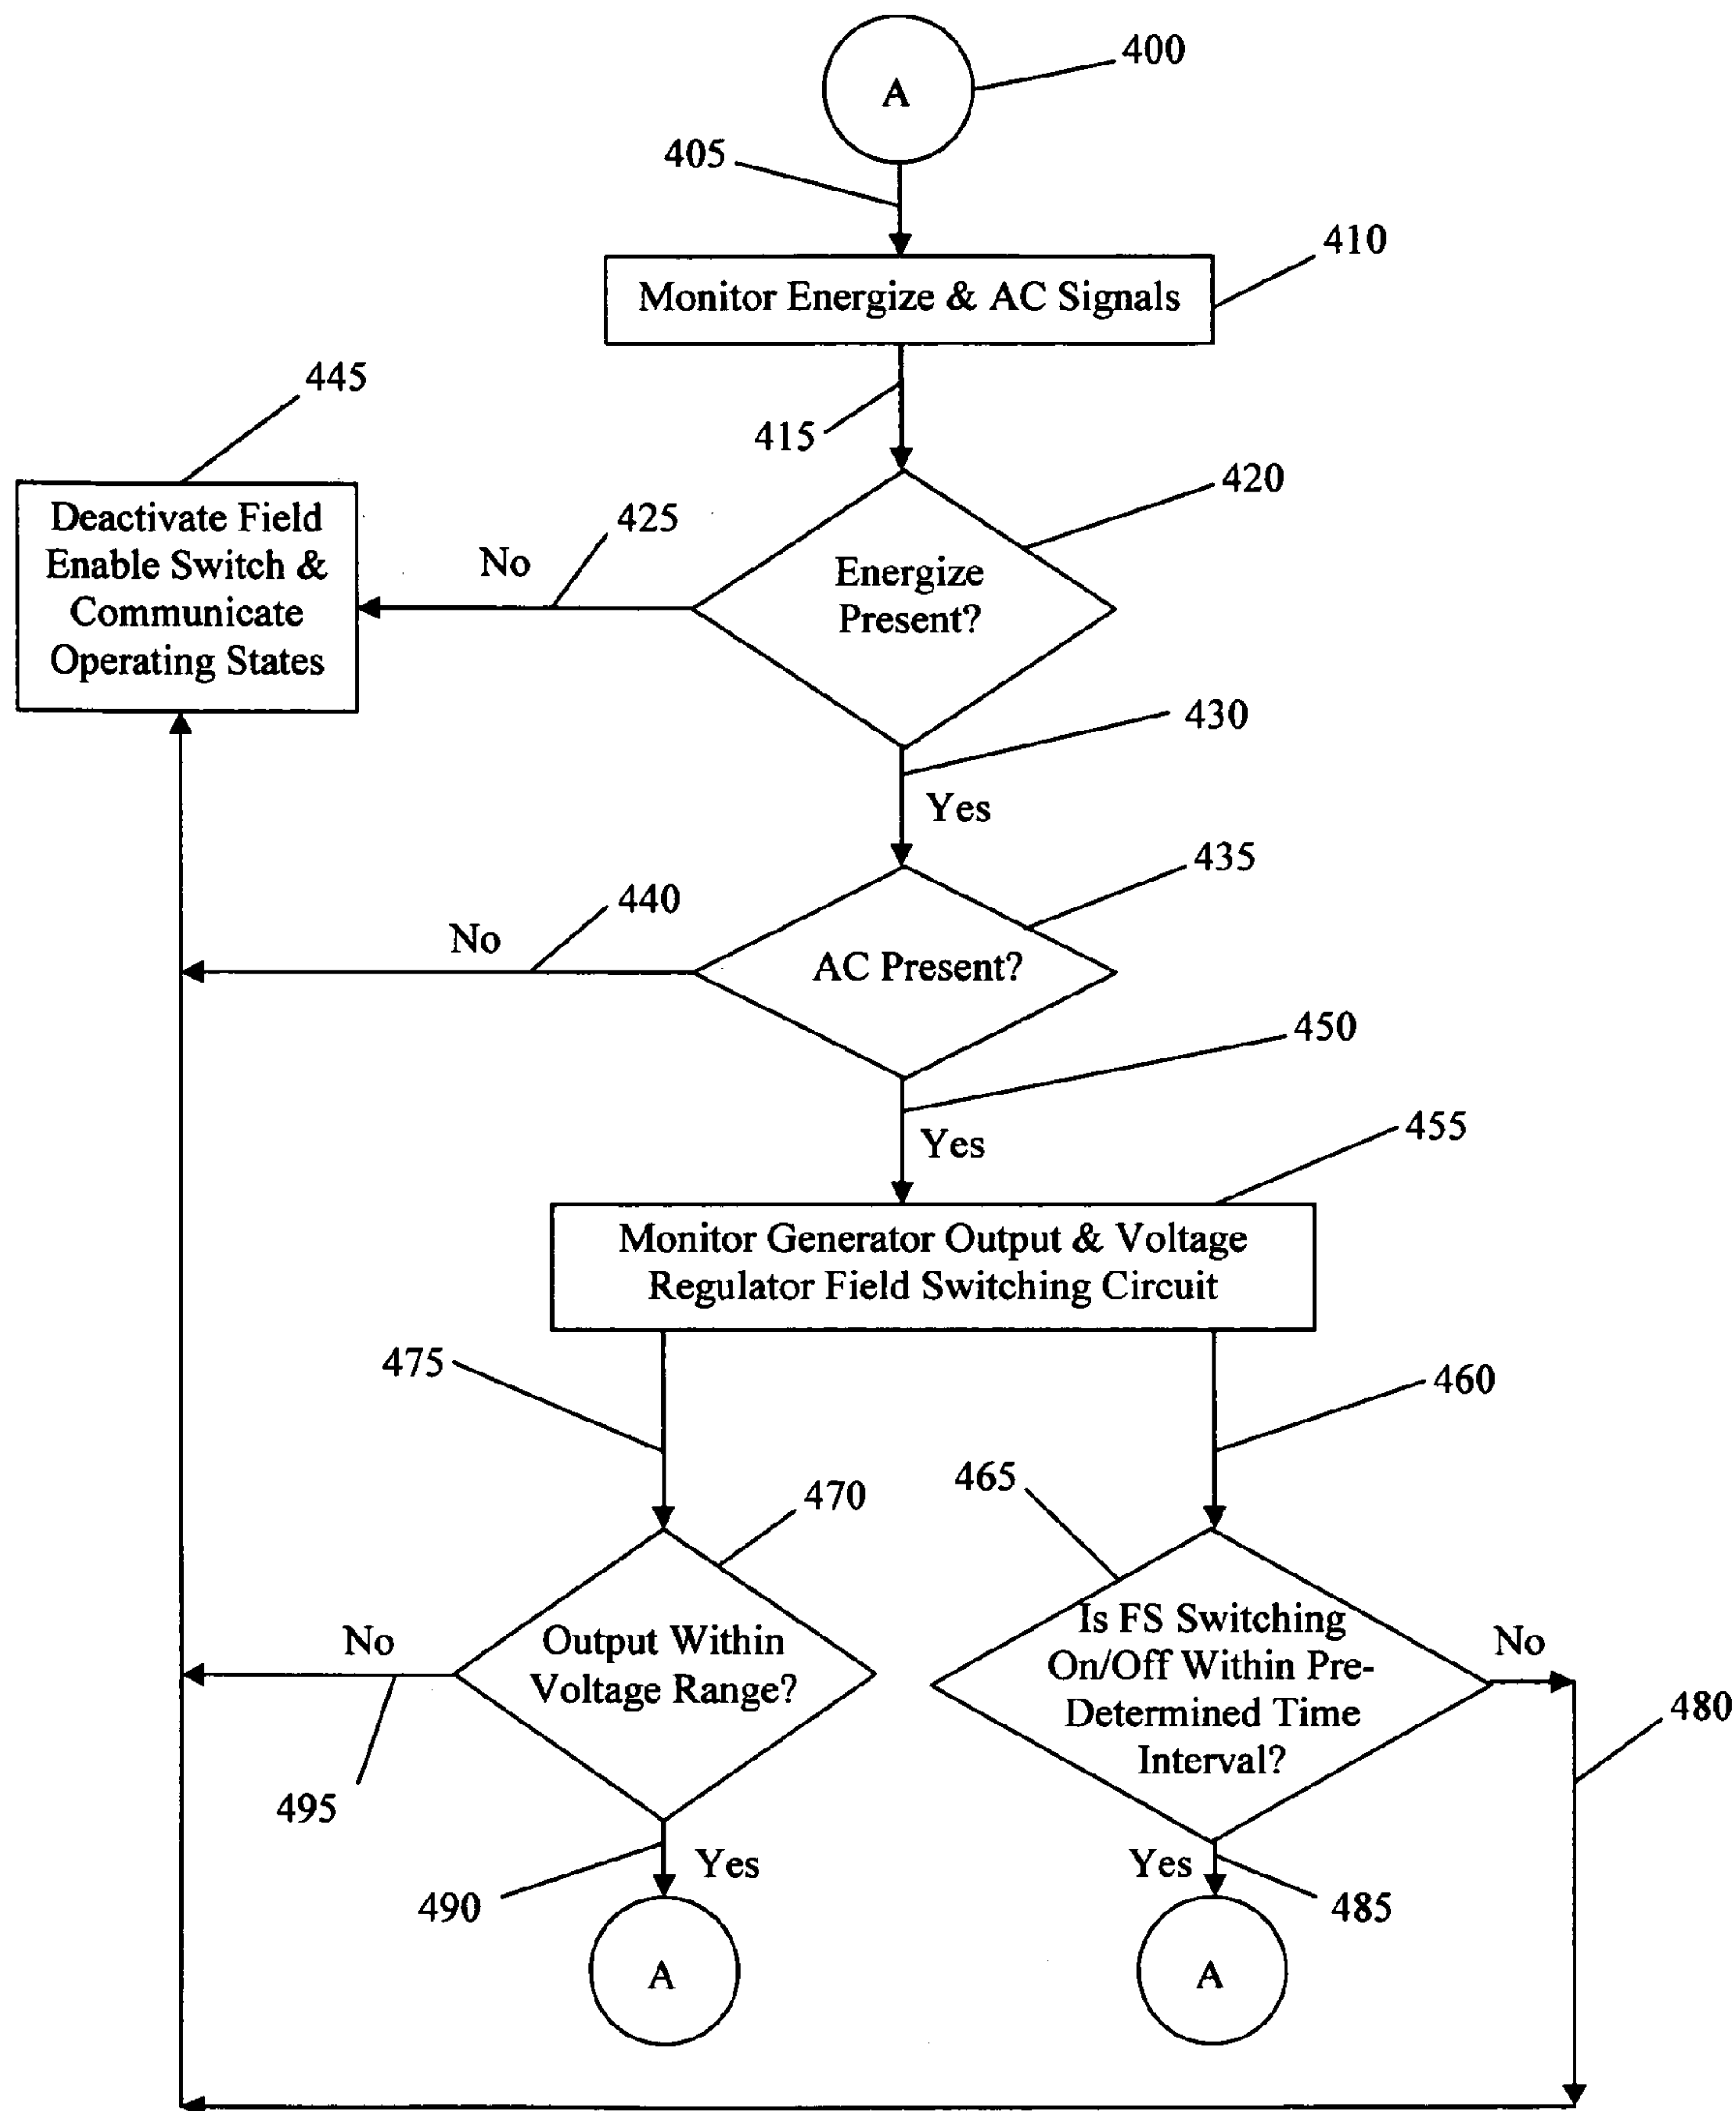 400
A
405
410
Monitor Energize & AC Signals
445
415
420
Deactivate Field
Enable Switch &
Communicate
Operating States
425
No
Energize
Present?
430
Yes
435
440
No
AC Present?
450
Yes
455
Monitor Generator Output & Voltage
Regulator Field Switching Circuit
475
460
470
465
No
Output Within
Voltage Range?
Is FS Switching
On/Off Within Pre-
Determined Time
Interval?
No
480
495
Yes
490
Yes
485
A
A